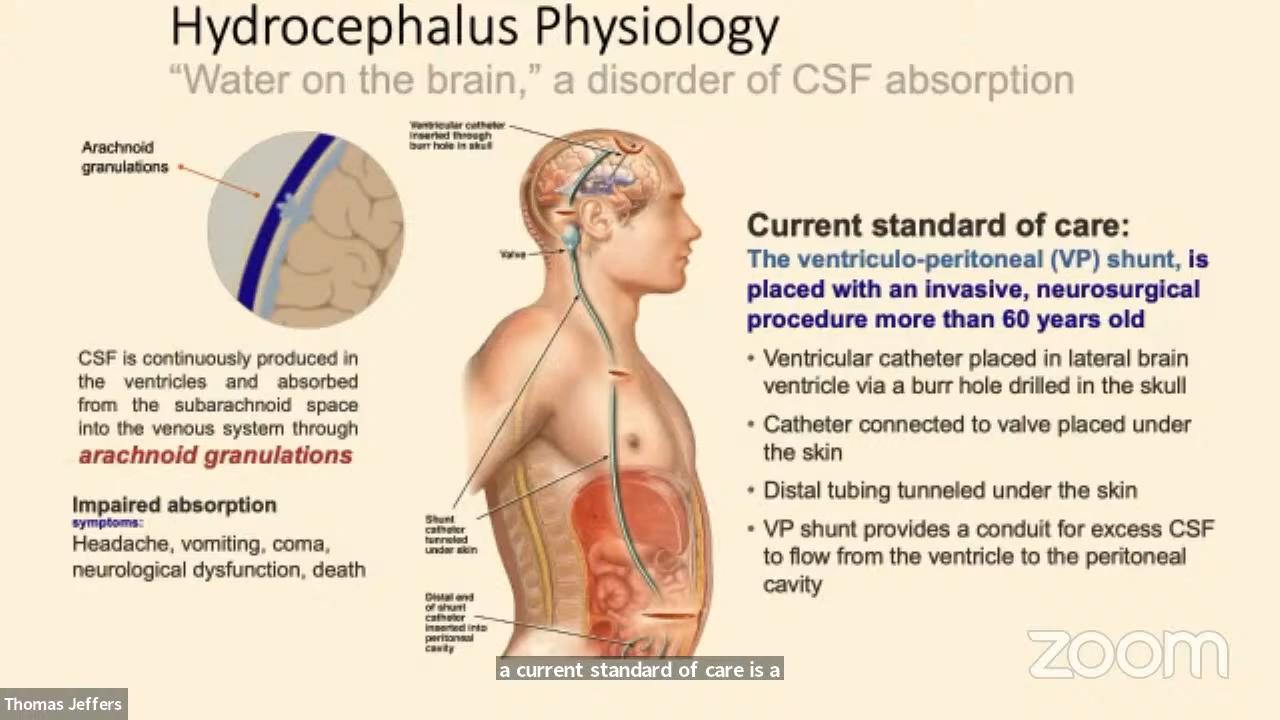 Hydrocephalus Physiology
“Water on the brain,” a disorder of CSF absorption
Arachnoid
granulations
CSF is continuously produced in
the ventricles and absorbed
from the subarachnoid space
into the venous system through
arachnoid granulations
Impaired absorption
symptoms:
Headache, vomiting, coma,
neurological dysfunction, death
Ventricular catheter
inserted through
burr hole in skull
Valve
Shunt
catheter
tunneled
under skin
Distal end
of shunt
catheter
inserted into
peritoneal
cavity
Current standard of care:
The ventriculo-peritoneal (VP) shunt, is
placed with an invasive, neurosurgical
procedure more than 60 years old
• Ventricular catheter placed in lateral brain
ventricle via a burr hole drilled in the skull
• Catheter connected to valve placed under
the skin
• Distal tubing tunneled under the skin
• VP shunt provides a conduit for excess CSF
to flow from the ventricle to the peritoneal
cavity
zoom
a current standard of care is a
Thomas Jeffers